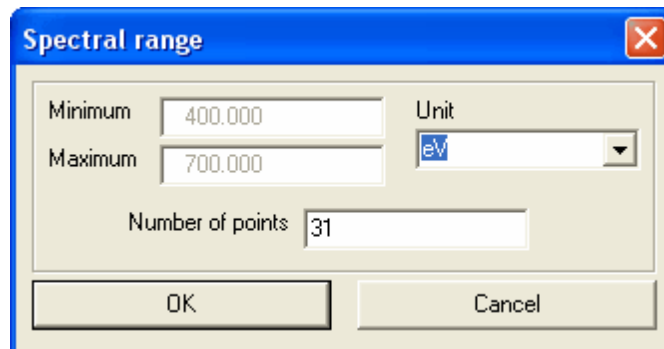 Spectral range
Minimum 400.000 Unit
Maximum 700.000 eV
Number of points 31
OK Cancel